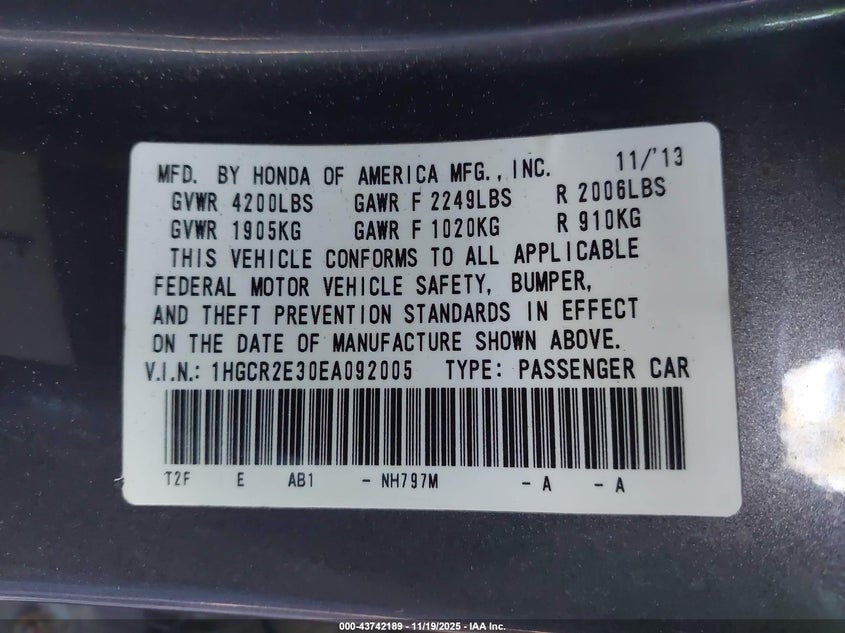 MFD. BY HONDA OF AMERICA MFG., INC. 11/'13
GVWR 4200LBS GAWR F 2249LBS R 2006LBS
GVWR 1905KG GAWR F 1020KG R 910KG
THIS VEHICLE CONFORMS TO ALL APPLICABLE
FEDERAL MOTOR VEHICLE SAFETY, BUMPER,
AND THEFT PREVENTION STANDARDS IN EFFECT
ON THE DATE OF MANUFACTURE SHOWN ABOVE.
V.I.N.: 1HGCR2E30EA092005 TYPE: PASSENGER CAR
T2F E AB1 - NH797M - A - A
000-43742189 - 11/19/2025 - IAA Inc.